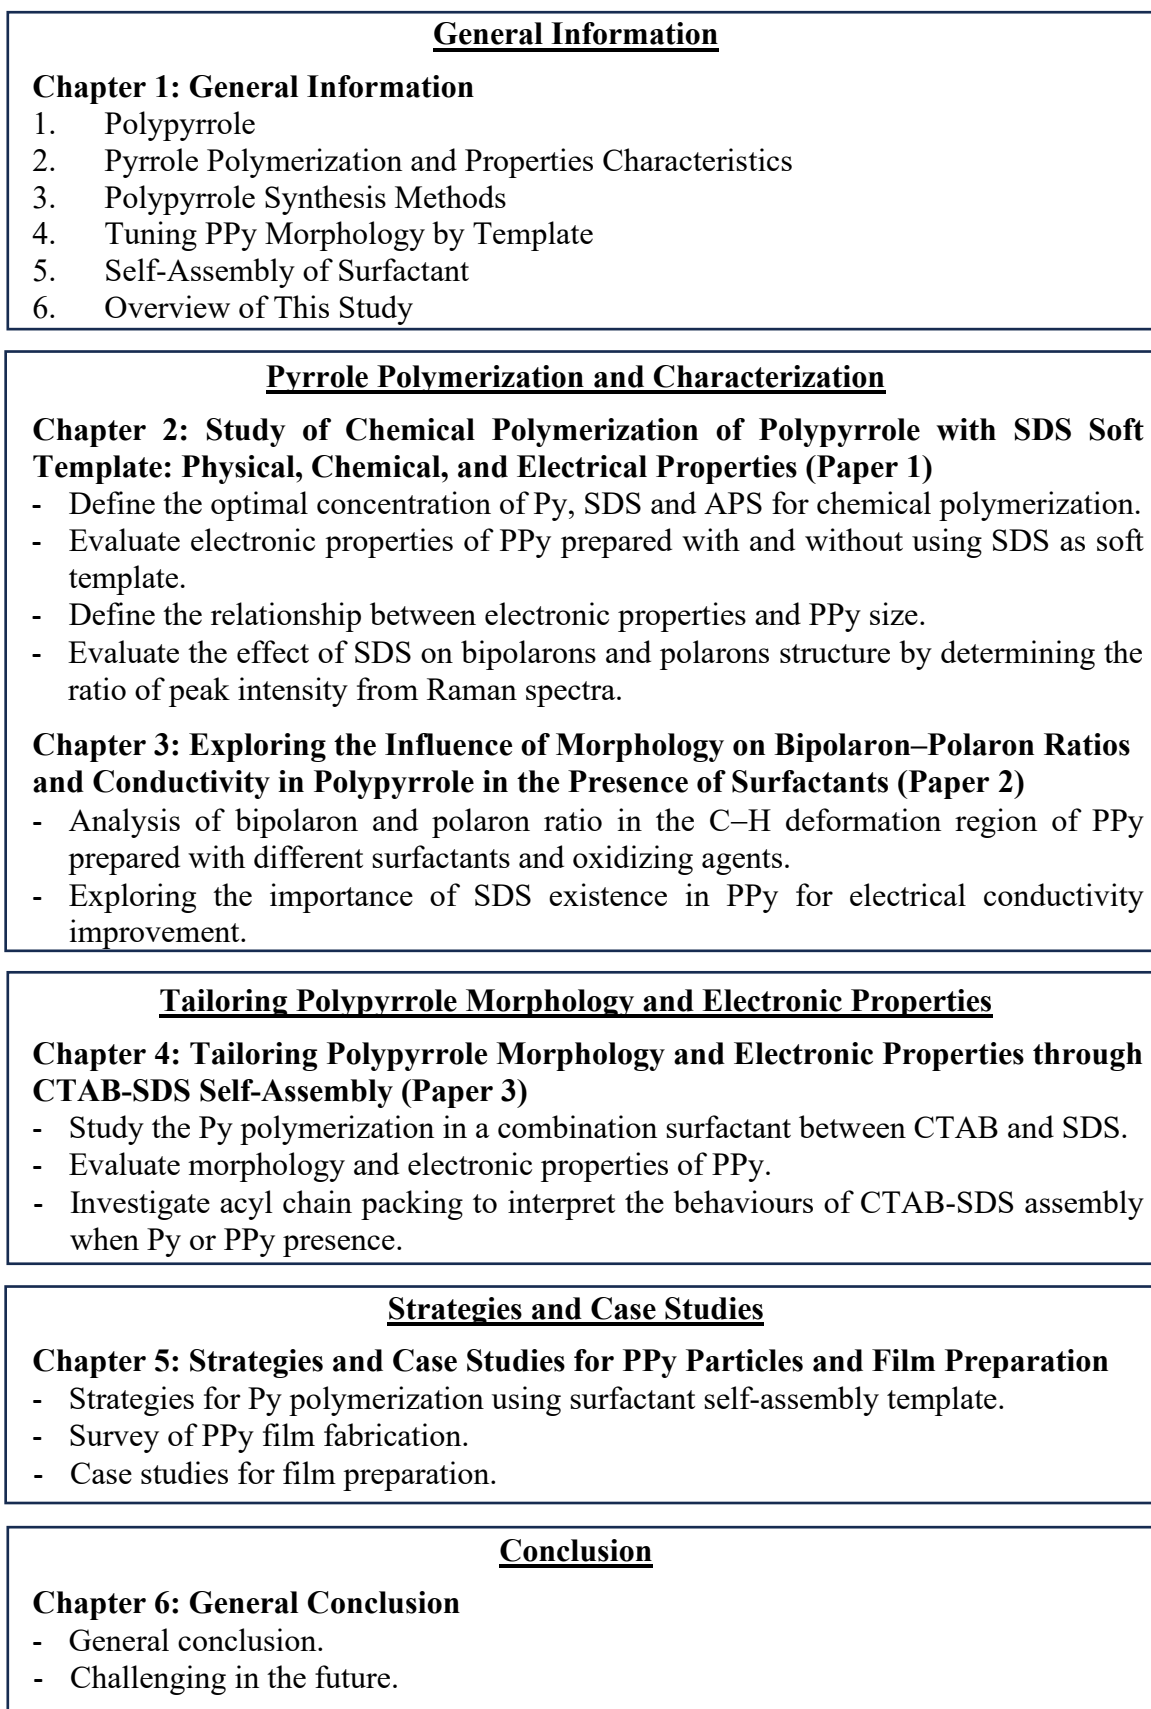 General Information
Chapter 1: General Information
1. Polypyrrole
2. Pyrrole Polymerization and Properties Characteristics
3. Polypyrrole Synthesis Methods
4. Tuning PPy Morphology by Template
5. Self-Assembly of Surfactant
6. Overview of This Study
Pyrrole Polymerization and Characterization
Chapter 2: Study of Chemical Polymerization of Polypyrrole with SDS Soft
Template: Physical, Chemical, and Electrical Properties (Paper 1)
- Define the optimal concentration of Py, SDS and APS for chemical polymerization.
- Evaluate electronic properties of PPy prepared with and without using SDS as soft
template.
- Define the relationship between electronic properties and PPy size.
- Evaluate the effect of SDS on bipolarons and polarons structure by determining the
ratio of peak intensity from Raman spectra.
Chapter 3: Exploring the Influence of Morphology on Bipolaron–Polaron Ratios
and Conductivity in Polypyrrole in the Presence of Surfactants (Paper 2)
- Analysis of bipolaron and polaron ratio in the C–H deformation region of PPy
prepared with different surfactants and oxidizing agents.
- Exploring the importance of SDS existence in PPy for electrical conductivity
improvement.
Tailoring Polypyrrole Morphology and Electronic Properties
Chapter 4: Tailoring Polypyrrole Morphology and Electronic Properties through
CTAB-SDS Self-Assembly (Paper 3)
- Study the Py polymerization in a combination surfactant between CTAB and SDS.
- Evaluate morphology and electronic properties of PPy.
- Investigate acyl chain packing to interpret the behaviours of CTAB-SDS assembly
when Py or PPy presence.
Strategies and Case Studies
Chapter 5: Strategies and Case Studies for PPy Particles and Film Preparation
- Strategies for Py polymerization using surfactant self-assembly template.
- Survey of PPy film fabrication.
- Case studies for film preparation.
Conclusion
Chapter 6: General Conclusion
- General conclusion.
- Challenging in the future.